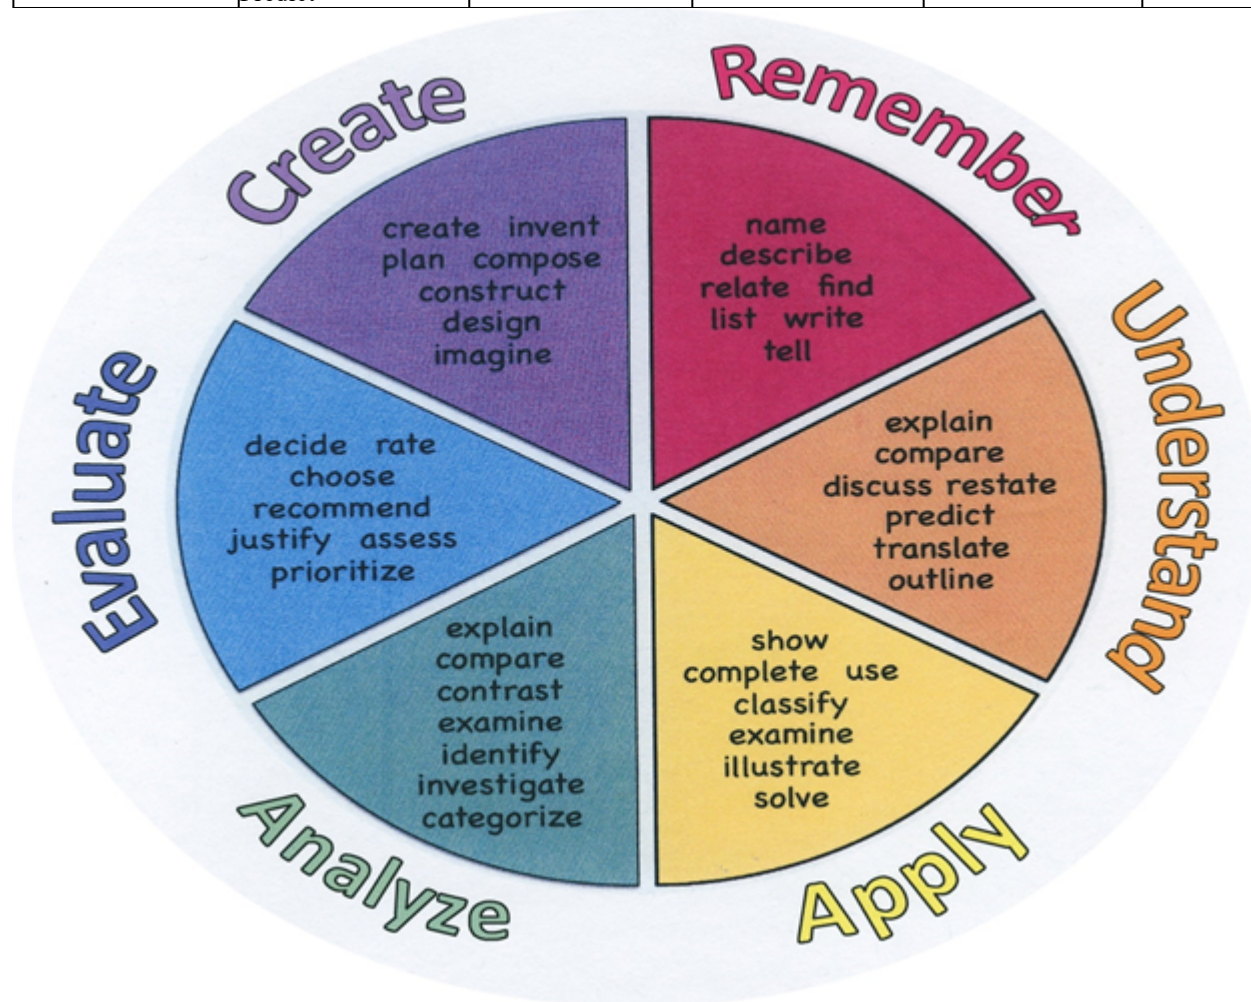 Remember
name
describe
relate find
list write
tell
Understand
explain
compare
discuss restate
predict
translate
outline
Apply
show
complete use
classify
examine
illustrate
solve
Analyze
explain
compare
contrast
examine
identify
investigate
categorize
Evaluate
decide rate
choose
recommend
justify assess
prioritize
Create
create invent
plan compose
construct
design
imagine